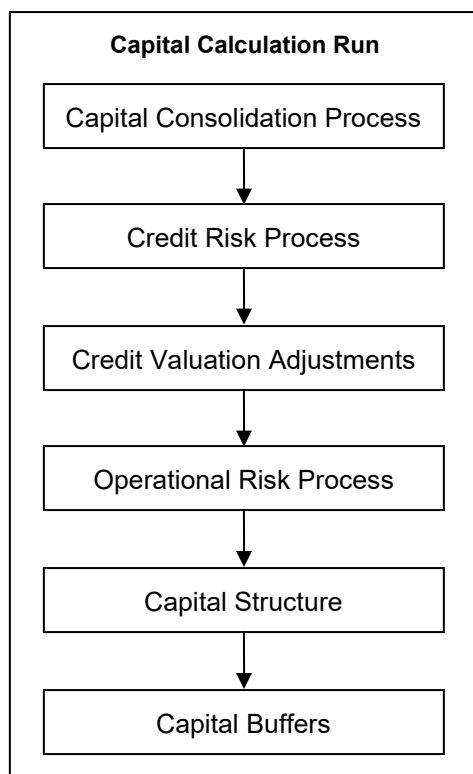 Capital Calculation Run
Capital Consolidation Process
Credit Risk Process
Credit Valuation Adjustments
Operational Risk Process
Capital Structure
Capital Buffers